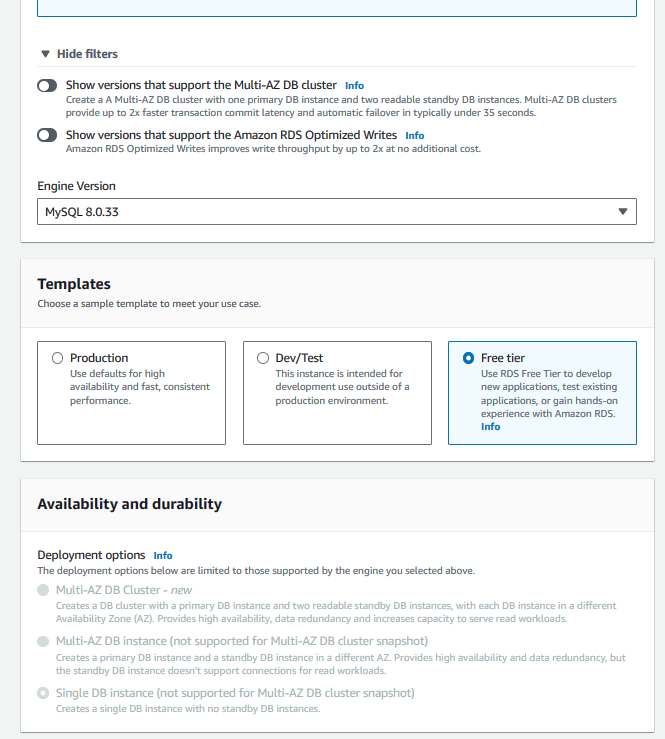 Hide filters
Show versions that support the Multi-AZ DB cluster Info
Create a A Multi-AZ DB cluster with one primary DB instance and two readable standby DB instances. Multi-AZ DB clusters
provide up to 2x faster transaction commit latency and automatic failover in typically under 35 seconds.
Show versions that support the Amazon RDS Optimized Writes Info
Amazon RDS Optimized Writes improves write throughput by up to 2x at no additional cost.
Engine Version
MySQL 8.0.33
Templates
Choose a sample template to meet your use case.
Production
Use defaults for high
availability and fast, consistent
performance.
Dev/Test
This instance is intended for
development use outside of a
production environment.
Free tier
Use RDS Free Tier to develop
new applications, test existing
applications, or gain hands-on
experience with Amazon RDS.
Info
Availability and durability
Deployment options Info
The deployment options below are limited to those supported by the engine you selected above.
Multi-AZ DB Cluster - new
Creates a DB cluster with a primary DB instance and two readable standby DB instances, with each DB instance in a different
Availability Zone (AZ). Provides high availability, data redundancy and increases capacity to serve read workloads.
Multi-AZ DB instance (not supported for Multi-AZ DB cluster snapshot)
Creates a primary DB instance and a standby DB instance in a different AZ. Provides high availability and data redundancy, but
the standby DB instance doesn't support connections for read workloads.
Single DB instance (not supported for Multi-AZ DB cluster snapshot)
Creates a single DB instance with no standby DB instances.